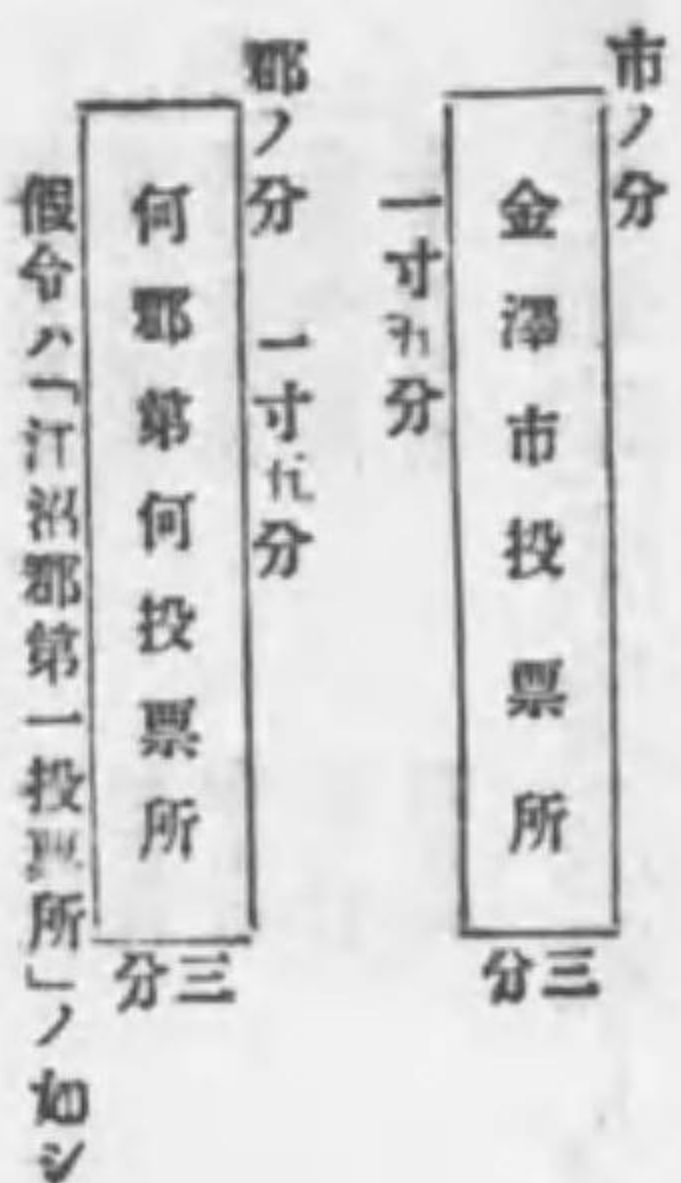 市ノ分
金澤市投票所
一寸五分
三分
郡ノ分
一寸五分
何郡第何投票所
三分
假令ハ「江沼郡第一投票所」ノ如シ